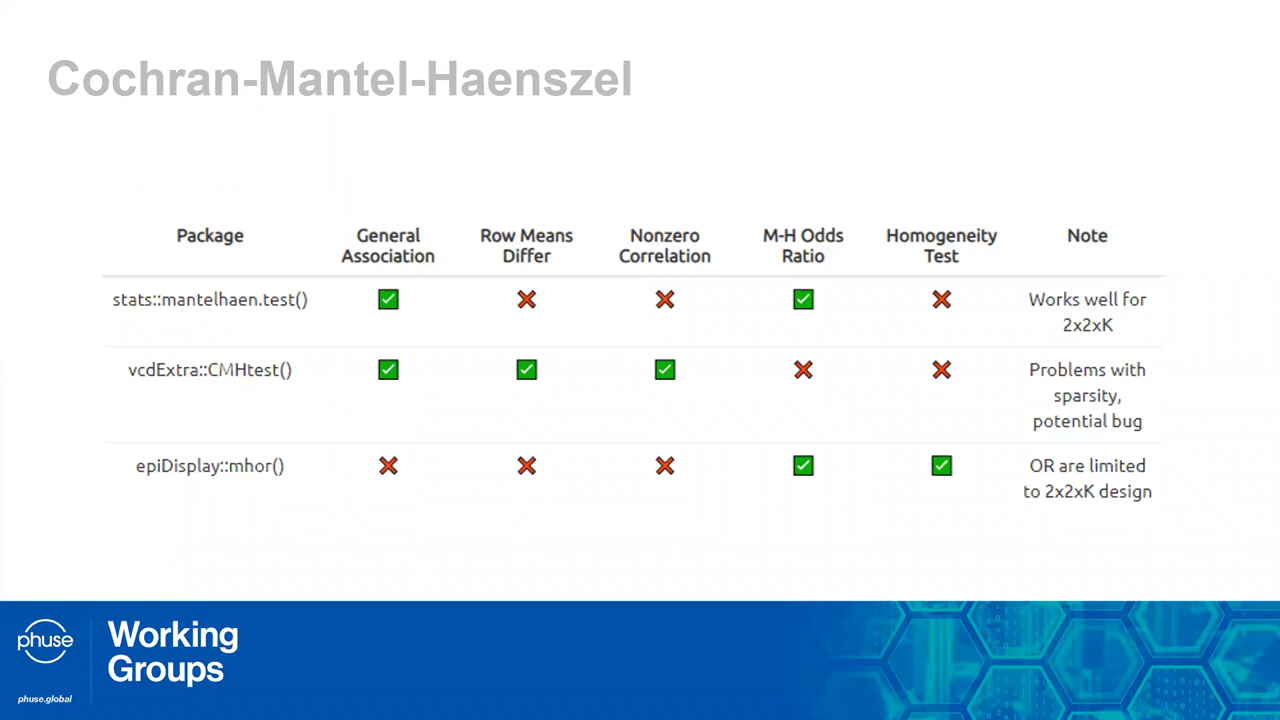 Cochran-Mantel-Haenszel
Package
General
Association
Row Means
Differ
Nonzero
Correlation
M-H Odds
Ratio
Homogeneity
Test
Note
stats::mantelhaen.test()
Works well for
2x2xK
vcdExtra::CMHtest()
Problems with
sparsity,
potential bug
epiDisplay::mhor()
OR are limited
to 2x2xK design
phuse
phuse.global
Working
Groups